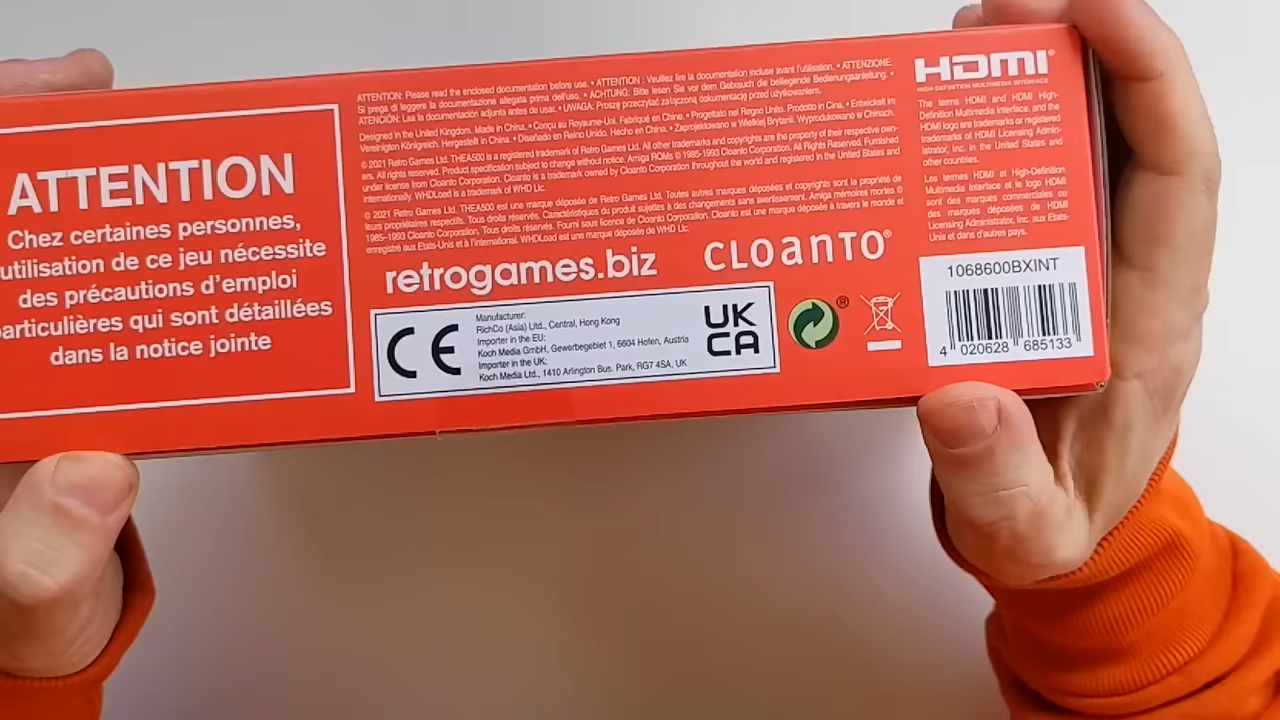 ATTENTION
Chez certaines personnes,
utilisation de ce jeu nécessite
des précautions d'emploi
particulières qui sont détaillées
dans la notice jointe
ATTENTION: Please read the enclosed documentation before use. • ATTENTION : Veuillez lire la documentation incluse avant l'utilisation. • ATTENZIONE:
Si prega di leggere la documentazione allegata prima dell'uso. • ACHTUNG: Bitte lesen Sie vor dem Gebrauch die beiliegende Bedienungsanleitung. •
ATENCIÓN: Lea la documentación adjunta antes de usar. • UWAGA: Proszę przeczytać załączoną dokumentację przed użytkowaniem.
Designed in the United Kingdom. Made in China. • Conçu au Royaume-Uni. Fabriqué en Chine. • Progettato nel Regno Unito. Prodotto in Cina. • Entwickelt im
Vereinigten Königreich. Hergestellt in China. • Diseñado en Reino Unido. Hecho en China. • Zaprojektowano w Wielkiej Brytanii. Wyprodukowano w Chinach.
© 2021 Retro Games Ltd. THEA500 is a registered trademark of Retro Games Ltd. All other trademarks and copyrights are the property of their respective own-
ers. All rights reserved. Product specification subject to change without notice. Amiga ROMs © 1985-1993 Cloanto Corporation. All Rights Reserved. Furnished
under license from Cloanto Corporation. Cloanto is a trademark owned by Cloanto Corporation throughout the world and registered in the United States and
internationally. WHDLoad is a trademark of WHD Llc.
© 2021 Retro Games Ltd. THEA500 est une marque déposée de Retro Games Ltd. Toutes autres marques déposées et copyrights sont la propriété de
leurs propriétaires respectifs. Tous droits réservés. Caractéristiques du produit sujettes à des changements sans avertissement. Amiga mémoires mortes ©
1985-1993 Cloanto Corporation. Tous droits réservés. Fourni sous licence de Cloanto Corporation. Cloanto est une marque déposée à travers le monde et
enregistré aux Etats-Unis et à l'international. WHDLoad est une marque déposée de WHD Llc.
retrogames.biz
CLOANTO®
CE
Manufacturer:
RichCo (Asia) Ltd., Central, Hong Kong
Importer in the EU:
Koch Media GmbH, Gewerbegebiet 1, 6604 Hofen, Austria
Importer in the UK:
Koch Media Ltd., 1410 Arlington Bus. Park, RG7 4SA, UK
UK
CA
®
HDMI®
HIGH-DEFINITION MULTIMEDIA INTERFACE
The terms HDMI and HDMI High-
Definition Multimedia Interface, and the
HDMI logo are trademarks or registered
trademarks of HDMI Licensing Admin-
istrator, Inc. in the United States and
other countries.
Les termes HDMI et High-Definition
Multimedia Interface et le logo HDMI
sont des marques commerciales ou
des marques déposées de HDMI
Licensing Administrator, Inc. aux Etats-
Unis et dans d'autres pays.
1068600BXINT
4 020628 685133